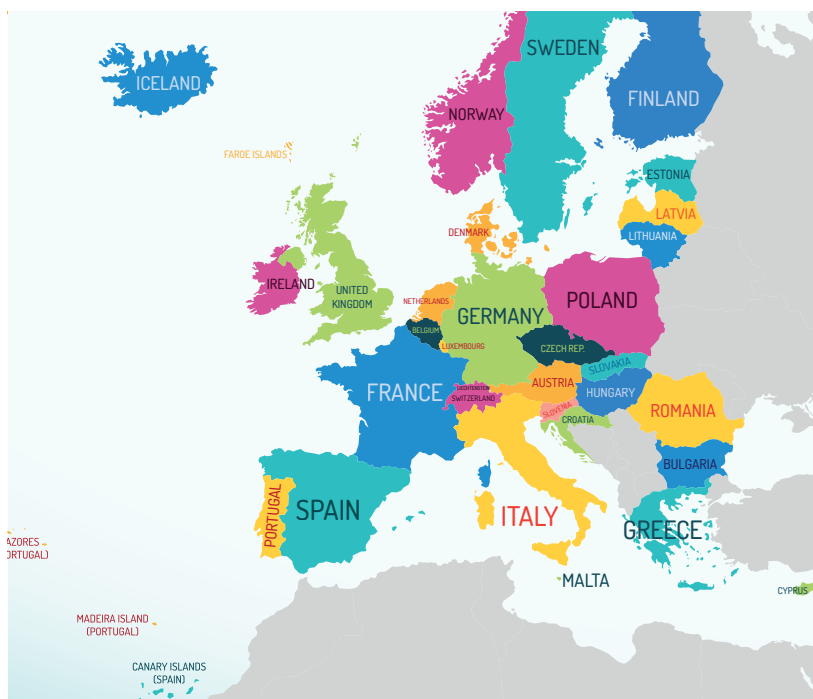 SWEDEN
ICELAND
FINLAND
NORWAY
FAROE ISLANDS
ESTONIA
LATVIA
DENMARK
LITHUANIA
IRELAND
UNITED
KINGDOM
NETHERLANDS
POLAND
GERMANY
BELGIUM
LUXEMBOURG
CZECH REP.
SLOVAKIA
AUSTRIA
LIECHTENSTEIN
FRANCE
SWITZERLAND
HUNGARY
SLOVENIA
ROMANIA
CROATIA
BULGARIA
PORTUGAL
SPAIN
ITALY
GREECE
AZORES
ORTUGAL)
MALTA
CYPRUS
MADEIRA ISLAND
(PORTUGAL)
CANARY ISLANDS
(SPAIN)